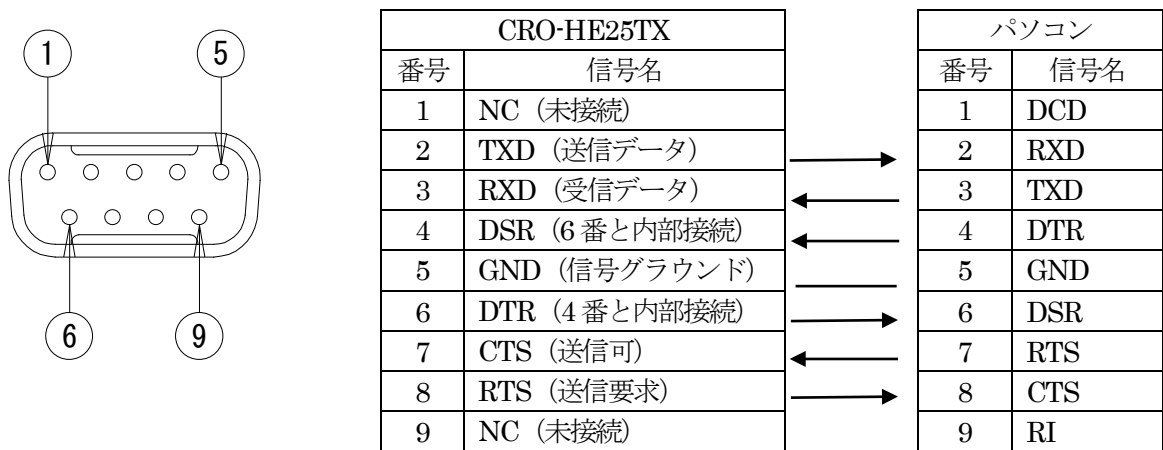 1 5
6 9
CRO-HE25TX パソコン
番号 信号名 番号 信号名
1 NC（未接続） 1 DCD
2 TXD（送信データ） 2 RXD
3 RXD（受信データ） 3 TXD
4 DSR（6番と内部接続） 4 DTR
5 GND（信号グラウンド） 5 GND
6 DTR（4番と内部接続） 6 DSR
7 CTS（送信可） 7 RTS
8 RTS（送信要求） 8 CTS
9 NC（未接続） 9 RI